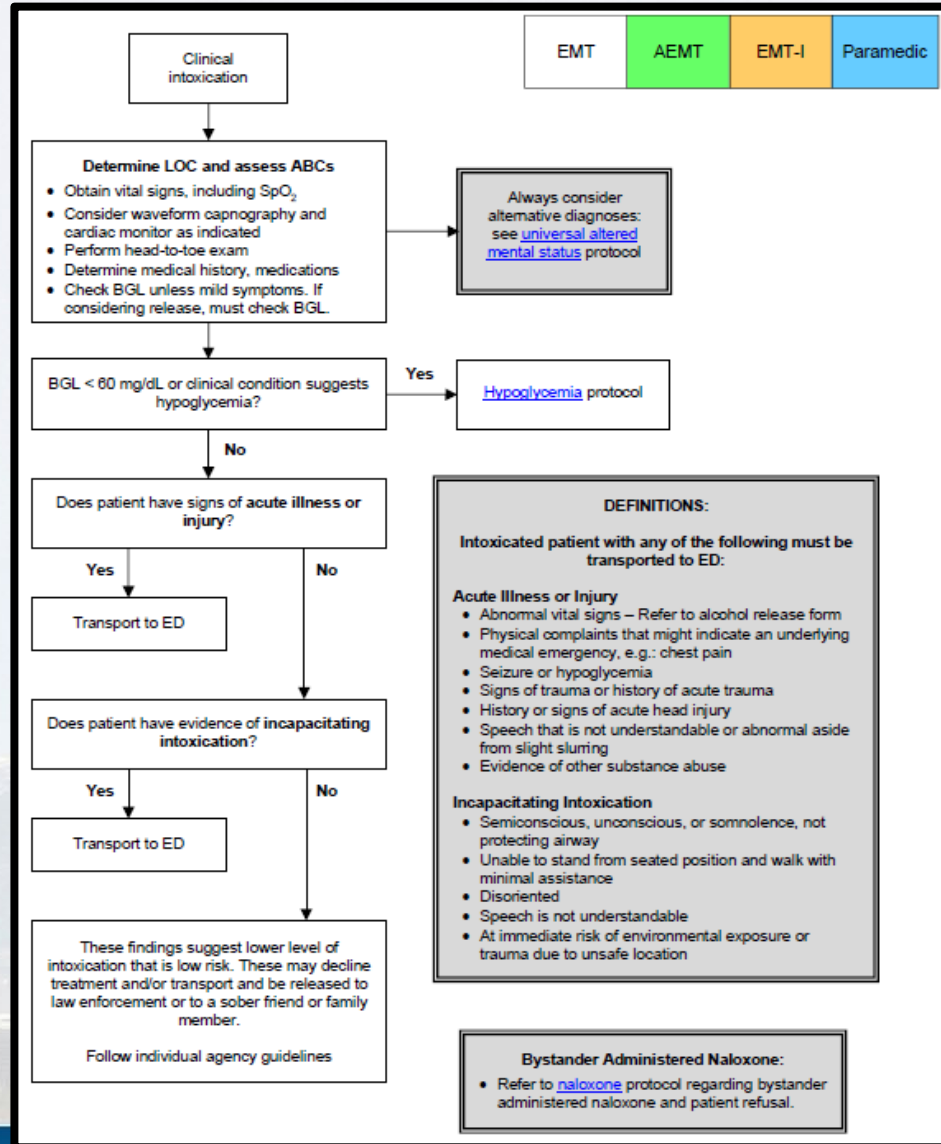 EMT
AEMT
EMT-I
Paramedic
Clinical
intoxication
Determine LOC and assess ABCs
• Obtain vital signs, including SpO2
• Consider waveform capnography and
cardiac monitor as indicated
• Perform head-to-toe exam
• Determine medical history, medications
• Check BGL unless mild symptoms. If
considering release, must check BGL.
Always consider
alternative diagnoses:
see universal altered
mental status protocol
BGL < 60 mg/dL or clinical condition suggests
hypoglycemia?
Yes
Hypoglycemia protocol
No
Does patient have signs of acute illness or
injury?
Yes
No
Transport to ED
Does patient have evidence of incapacitating
intoxication?
Yes
No
Transport to ED
These findings suggest lower level of
intoxication that is low risk. These may decline
treatment and/or transport and be released to
law enforcement or to a sober friend or family
member.
Follow individual agency guidelines
DEFINITIONS:
Intoxicated patient with any of the following must be
transported to ED:
Acute Illness or Injury
• Abnormal vital signs – Refer to alcohol release form
• Physical complaints that might indicate an underlying
medical emergency, e.g.: chest pain
• Seizure or hypoglycemia
• Signs of trauma or history of acute trauma
• History or signs of acute head injury
• Speech that is not understandable or abnormal aside
from slight slurring
• Evidence of other substance abuse
Incapacitating Intoxication
• Semiconscious, unconscious, or somnolence, not
protecting airway
• Unable to stand from seated position and walk with
minimal assistance
• Disoriented
• Speech is not understandable
• At immediate risk of environmental exposure or
trauma due to unsafe location
Bystander Administered Naloxone:
• Refer to naloxone protocol regarding bystander
administered naloxone and patient refusal.